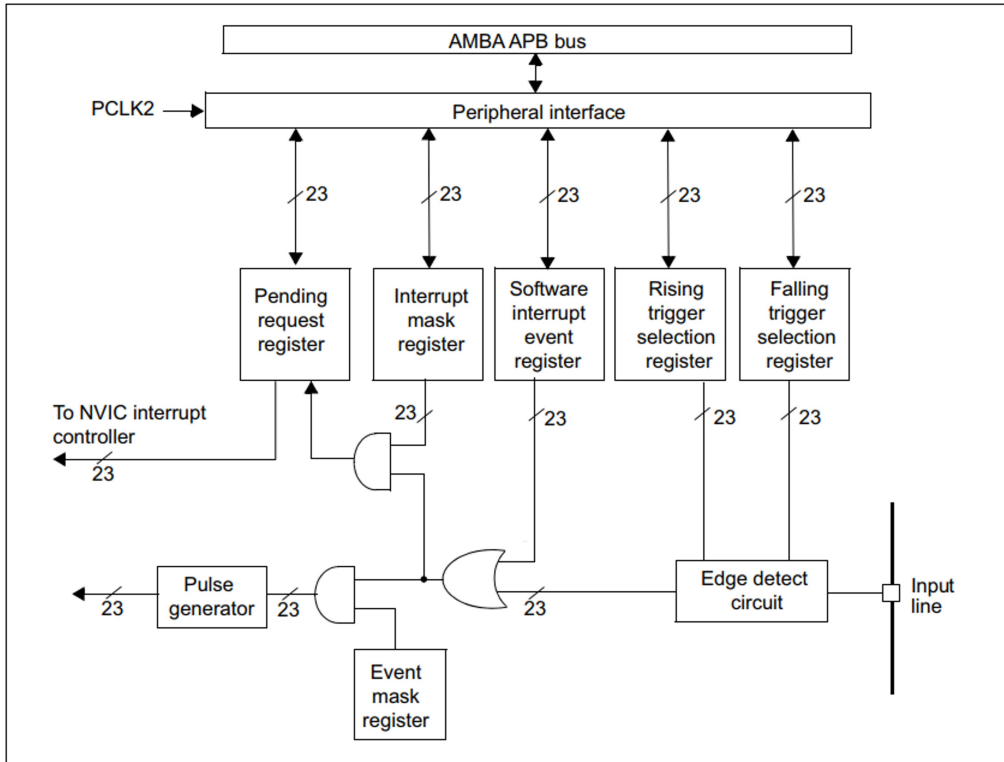 AMBA APB bus
PCLK2
Peripheral interface
23
23
23
23
23
Pending
request
register
Interrupt
mask
register
Software
interrupt
event
register
Rising
trigger
selection
register
Falling
trigger
selection
register
To NVIC interrupt
controller
23
23
23
23
23
Pulse
generator
23
23
23
Edge detect
circuit
Input
line
Event
mask
register